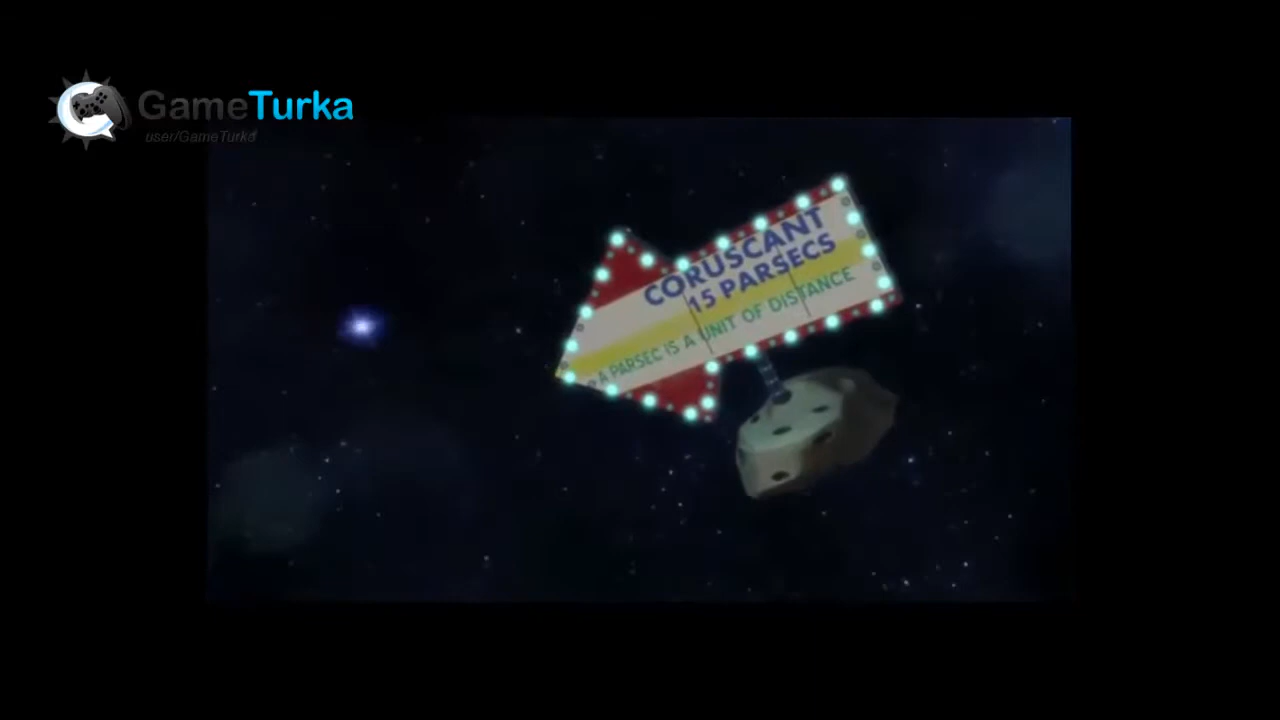 GameTurka
user/GameTurka
CORUSCANT
15 PARSECS
A PARSEC IS A UNIT OF DISTANCE